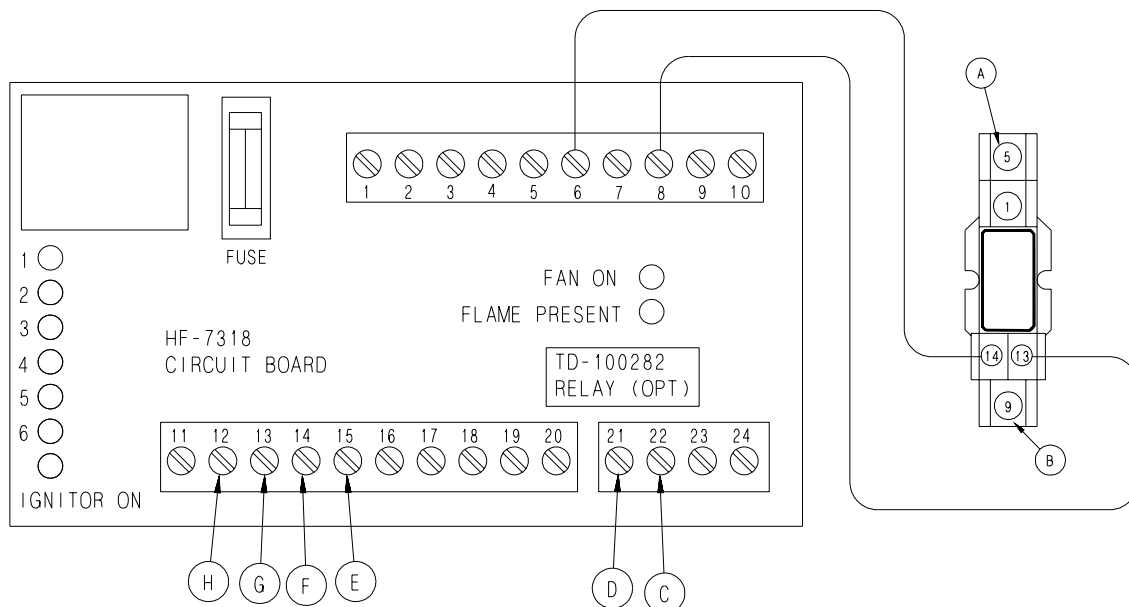 A
5
1
1 2 3 4 5 6 7 8 9 10
FUSE
1
2
3
4
5
6
IGNITOR ON
FAN ON
FLAME PRESENT
HF-7318
CIRCUIT BOARD
TD-100282
RELAY (OPT)
14 13
9
B
11 12 13 14 15 16 17 18 19 20
21 22 23 24
H G F E D C